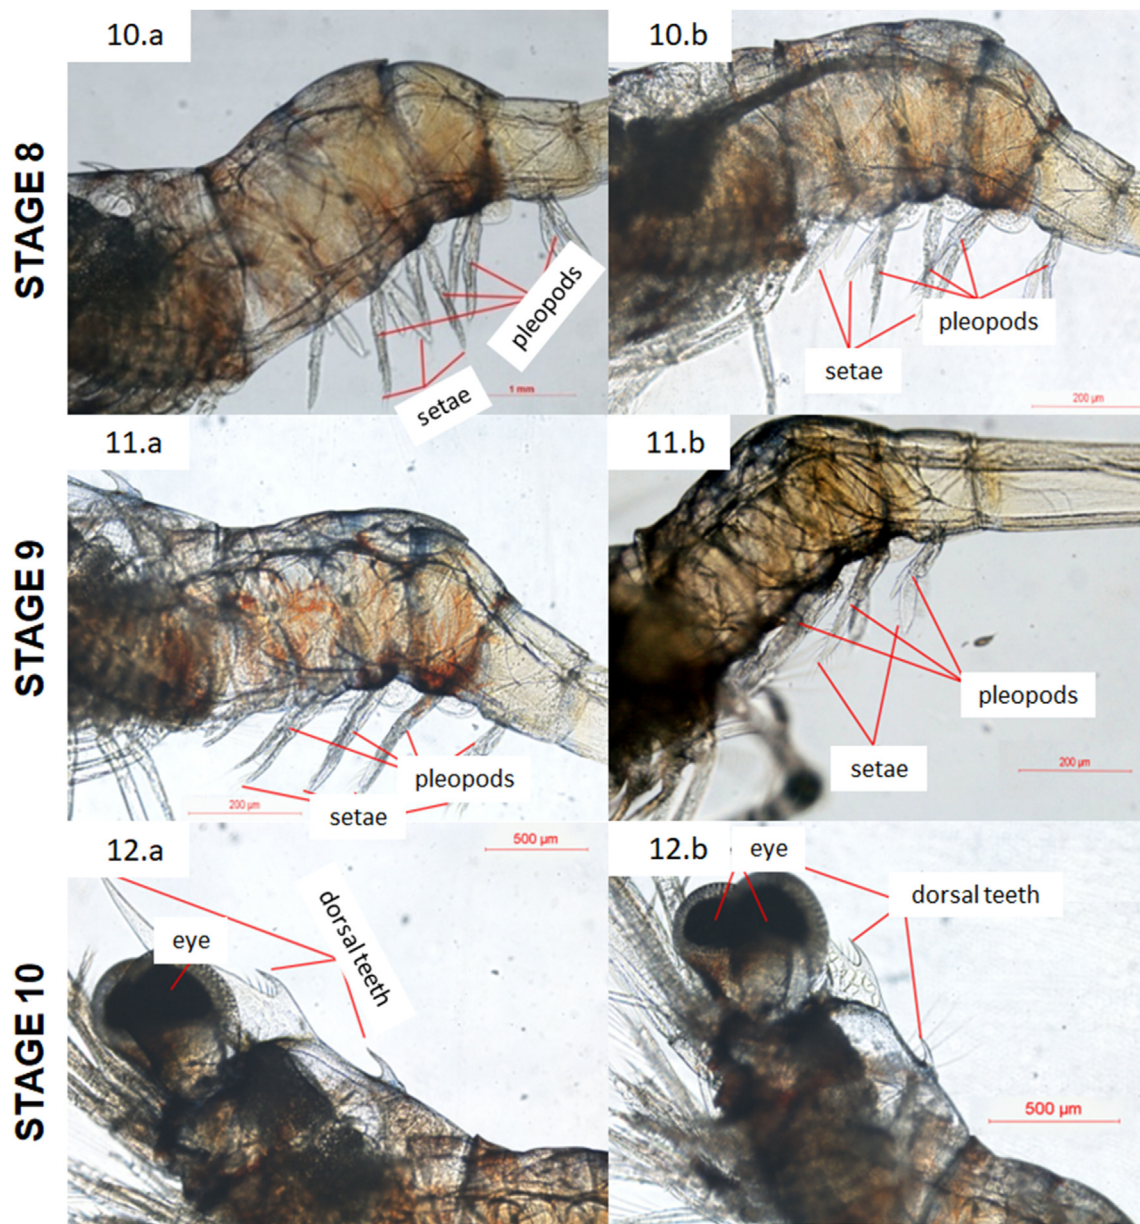 STAGE 8
10.a
pleopods
setae
1 mm
10.b
pleopods
setae
200 µm
STAGE 9
11.a
pleopods
setae
200 µm
11.b
pleopods
setae
200 µm
STAGE 10
12.a
500 µm
eye
dorsal teeth
12.b
eye
dorsal teeth
500 µm